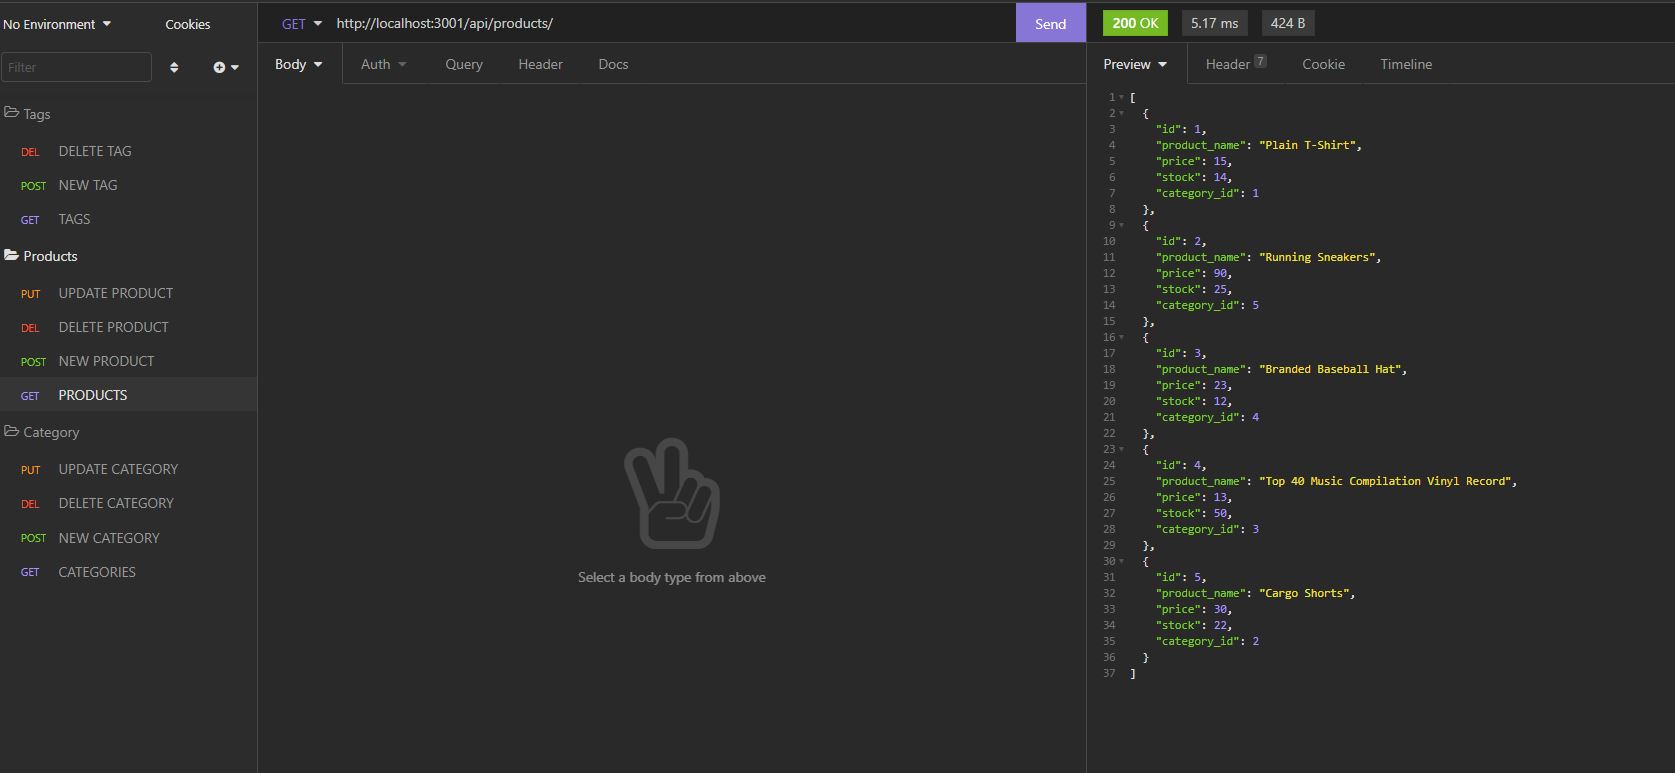 No Environment Cookies
Filter
Tags
DEL DELETE TAG
POST NEW TAG
GET TAGS
Products
PUT UPDATE PRODUCT
DEL DELETE PRODUCT
POST NEW PRODUCT
GET PRODUCTS
Category
PUT UPDATE CATEGORY
DEL DELETE CATEGORY
POST NEW CATEGORY
GET CATEGORIES
GET http://localhost:3001/api/products/ Send
Body Auth Query Header Docs
Select a body type from above
200 OK 5.17 ms 424 B
Preview Header 7 Cookie Timeline
1 [
2 {
3 "id": 1,
4 "product_name": "Plain T-Shirt",
5 "price": 15,
6 "stock": 14,
7 "category_id": 1
8 },
9 {
10 "id": 2,
11 "product_name": "Running Sneakers",
12 "price": 90,
13 "stock": 25,
14 "category_id": 5
15 },
16 {
17 "id": 3,
18 "product_name": "Branded Baseball Hat",
19 "price": 23,
20 "stock": 12,
21 "category_id": 4
22 },
23 {
24 "id": 4,
25 "product_name": "Top 40 Music Compilation Vinyl Record",
26 "price": 13,
27 "stock": 50,
28 "category_id": 3
29 },
30 {
31 "id": 5,
32 "product_name": "Cargo Shorts",
33 "price": 30,
34 "stock": 22,
35 "category_id": 2
36 }
37 ]